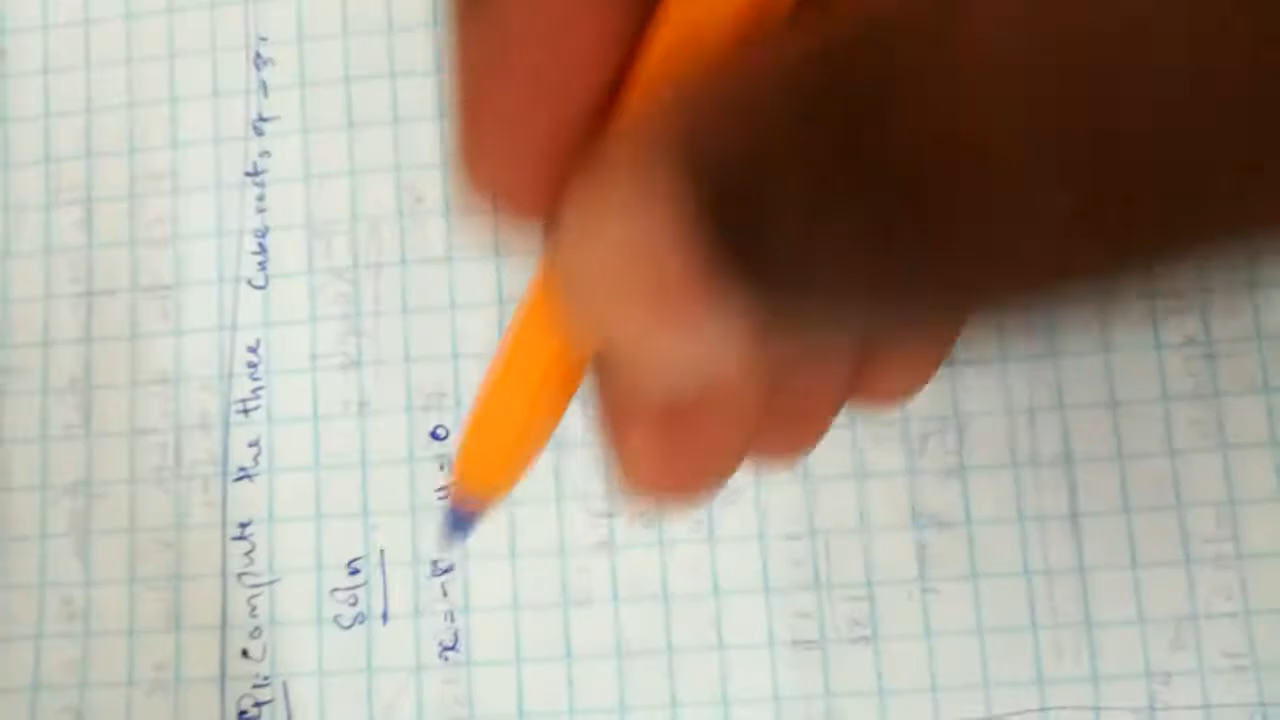 Q1: Compute the three cube roots of -8.
Soln
x = -8 y = 0